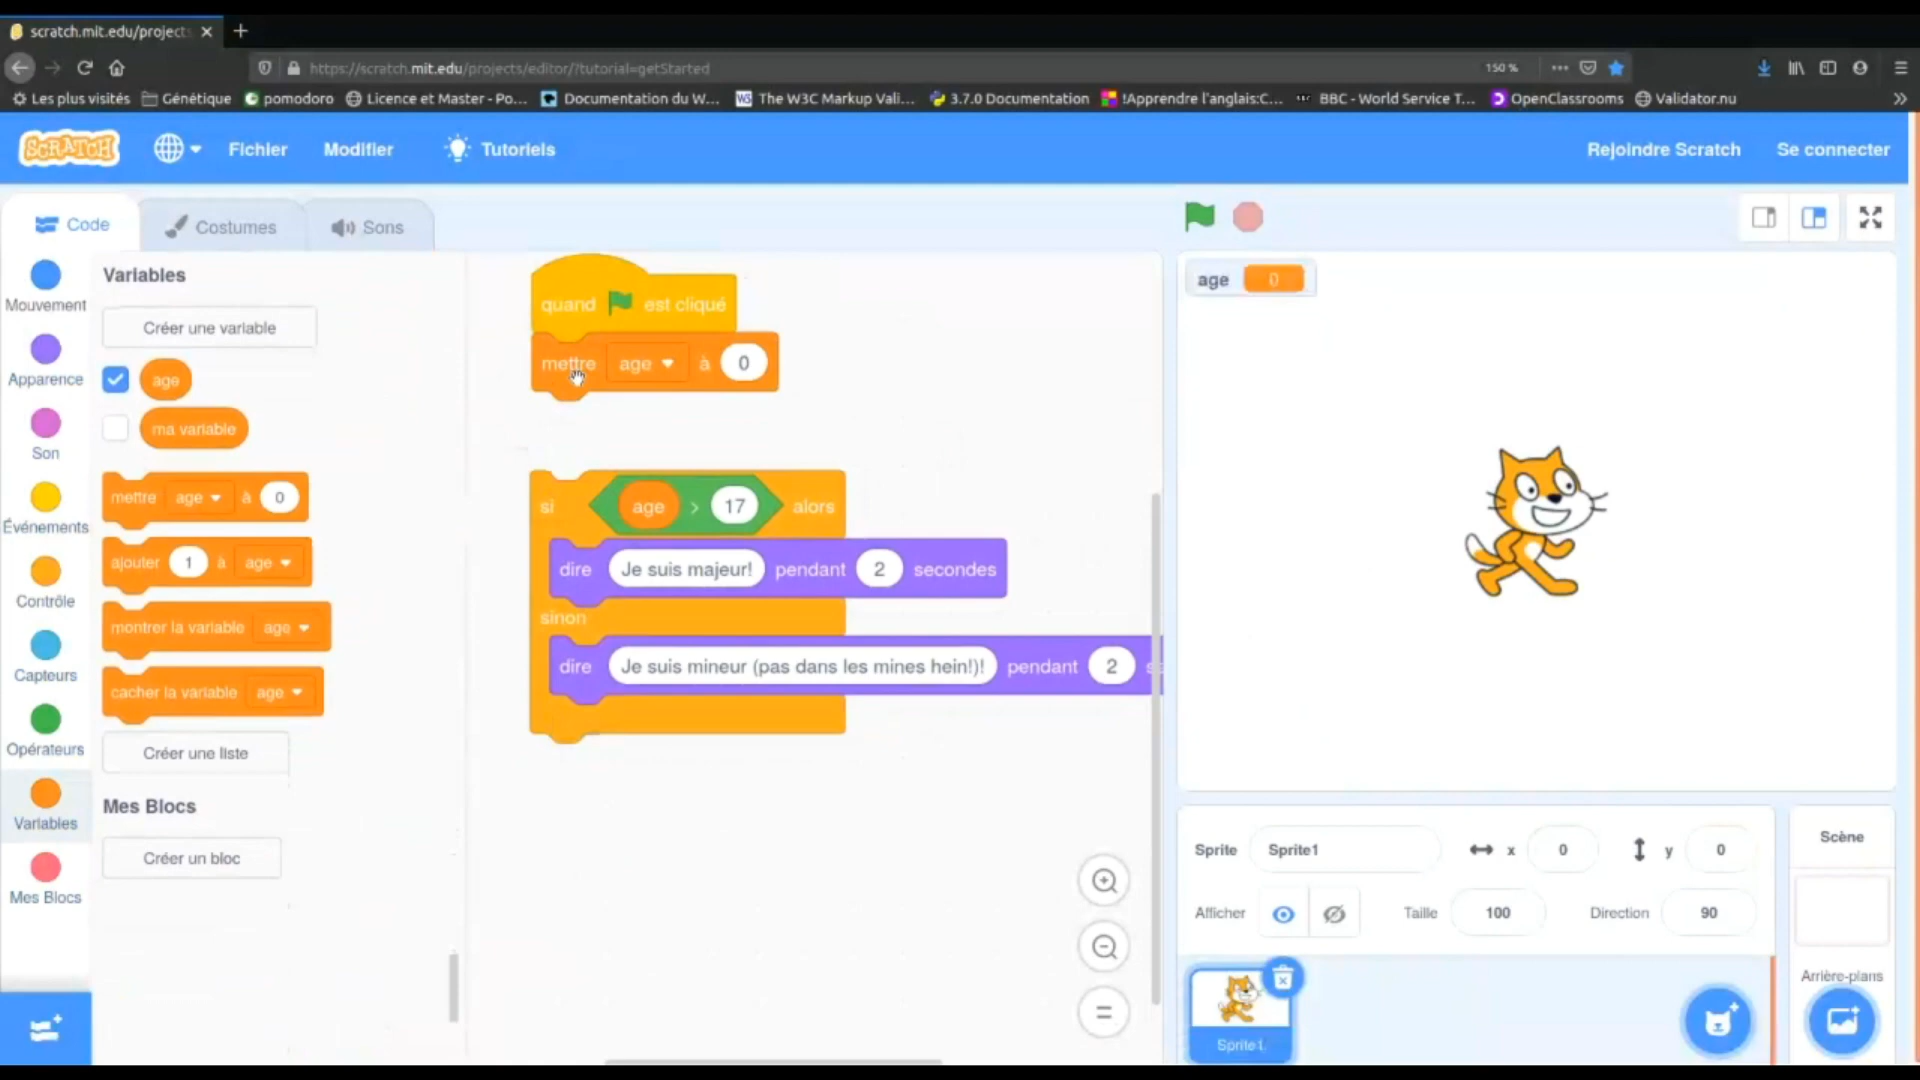 scratch.mit.edu/project:
https://scratch.mit.edu/projects/editor/?tutorial=getStarted
150 %
Les plus visités
Génétique
pomodoro
Licence et Master - Po...
Documentation du W...
The W3C Markup Vali...
3.7.0 Documentation
!Apprendre l'anglais:C...
BBC - World Service T...
OpenClassrooms
Validator.nu
SCRATCH
Fichier
Modifier
Tutoriels
Rejoindre Scratch
Se connecter
Code
Costumes
Sons
Mouvement
Apparence
Son
Événements
Contrôle
Capteurs
Opérateurs
Variables
Mes Blocs
Variables
Créer une variable
age
ma variable
mettre age à 0
ajouter 1 à age
montrer la variable age
cacher la variable age
Créer une liste
Mes Blocs
Créer un bloc
quand est cliqué
mettre age à 0
si age > 17 alors
dire Je suis majeur! pendant 2 secondes
sinon
dire Je suis mineur (pas dans les mines hein!)! pendant 2
age 0
Sprite Sprite1 x 0 y 0
Afficher Taille 100 Direction 90
Sprite1
Scène
Arrière-plans